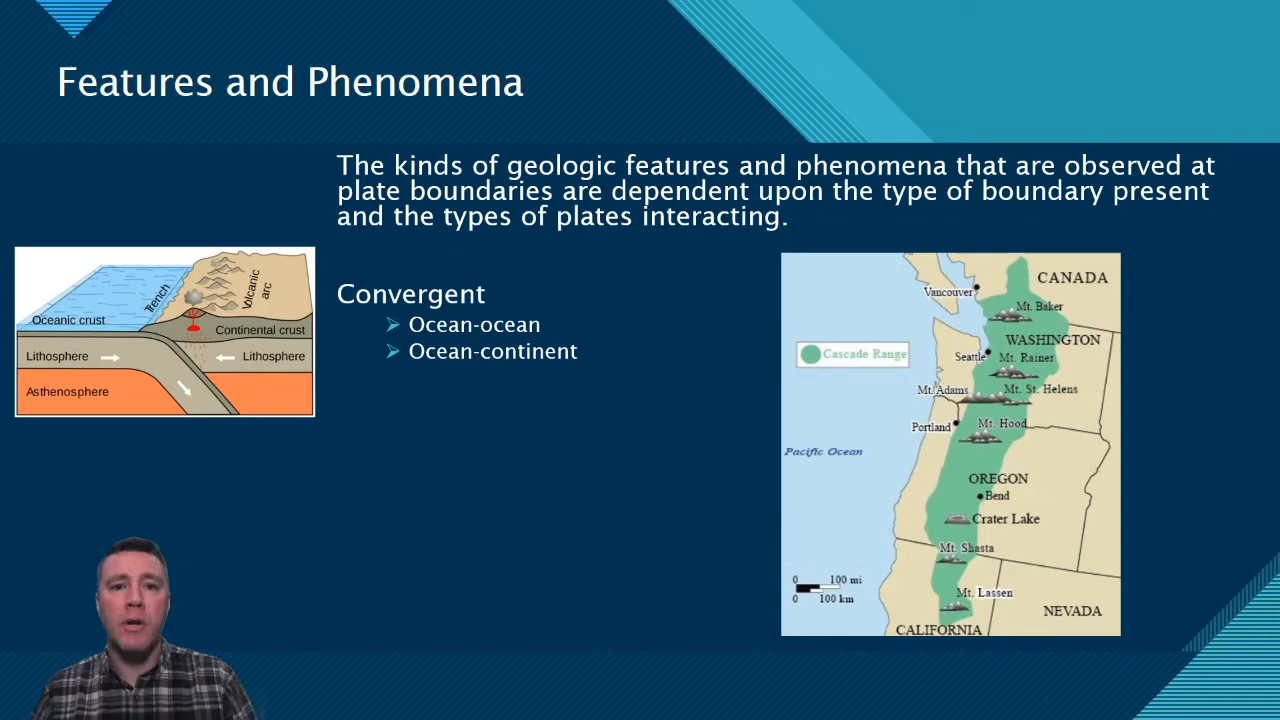 Features and Phenomena
The kinds of geologic features and phenomena that are observed at
plate boundaries are dependent upon the type of boundary present
and the types of plates interacting.
Convergent
Ocean-ocean
Ocean-continent
Trench
Volcanic
arc
Oceanic crust
Continental crust
Lithosphere
Lithosphere
Asthenosphere
CANADA
Vancouver
Mt. Baker
WASHINGTON
Cascade Range
Seattle
Mt. Rainer
Mt. Adams
Mt. St. Helens
Portland
Mt. Hood
Pacific Ocean
OREGON
Bend
Crater Lake
Mt. Shasta
0 100 mi
0 100 km
Mt. Lassen
NEVADA
CALIFORNIA